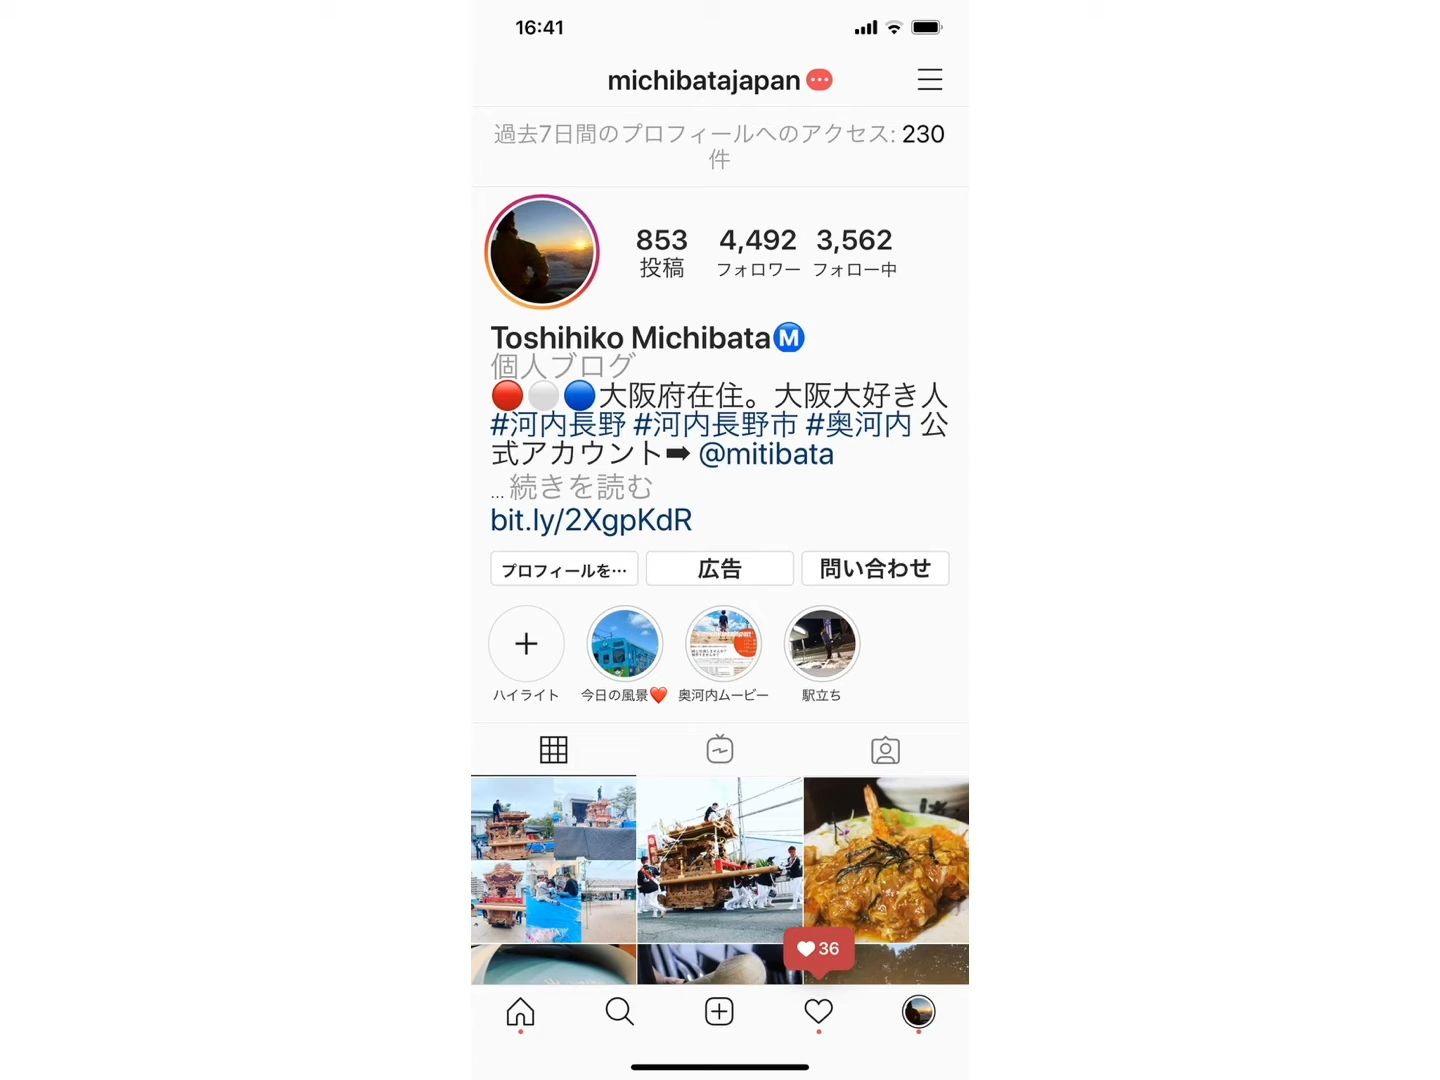 16:41
michibatajapan
過去7日間のプロフィールへのアクセス: 230
件
853 4,492 3,562
投稿 フォロワー フォロー中
Toshihiko MichibataⓂ️
個人ブログ
🔴⚪🔵大阪府在住。大阪大好き人
#河内長野 #河内長野市 #奥河内 公
式アカウント➡ @mitibata
... 続きを読む
bit.ly/2XgpKdR
プロフィールを… 広告 問い合わせ
ハイライト 今日の風景❤️ 奥河内ムービー 駅立ち
36